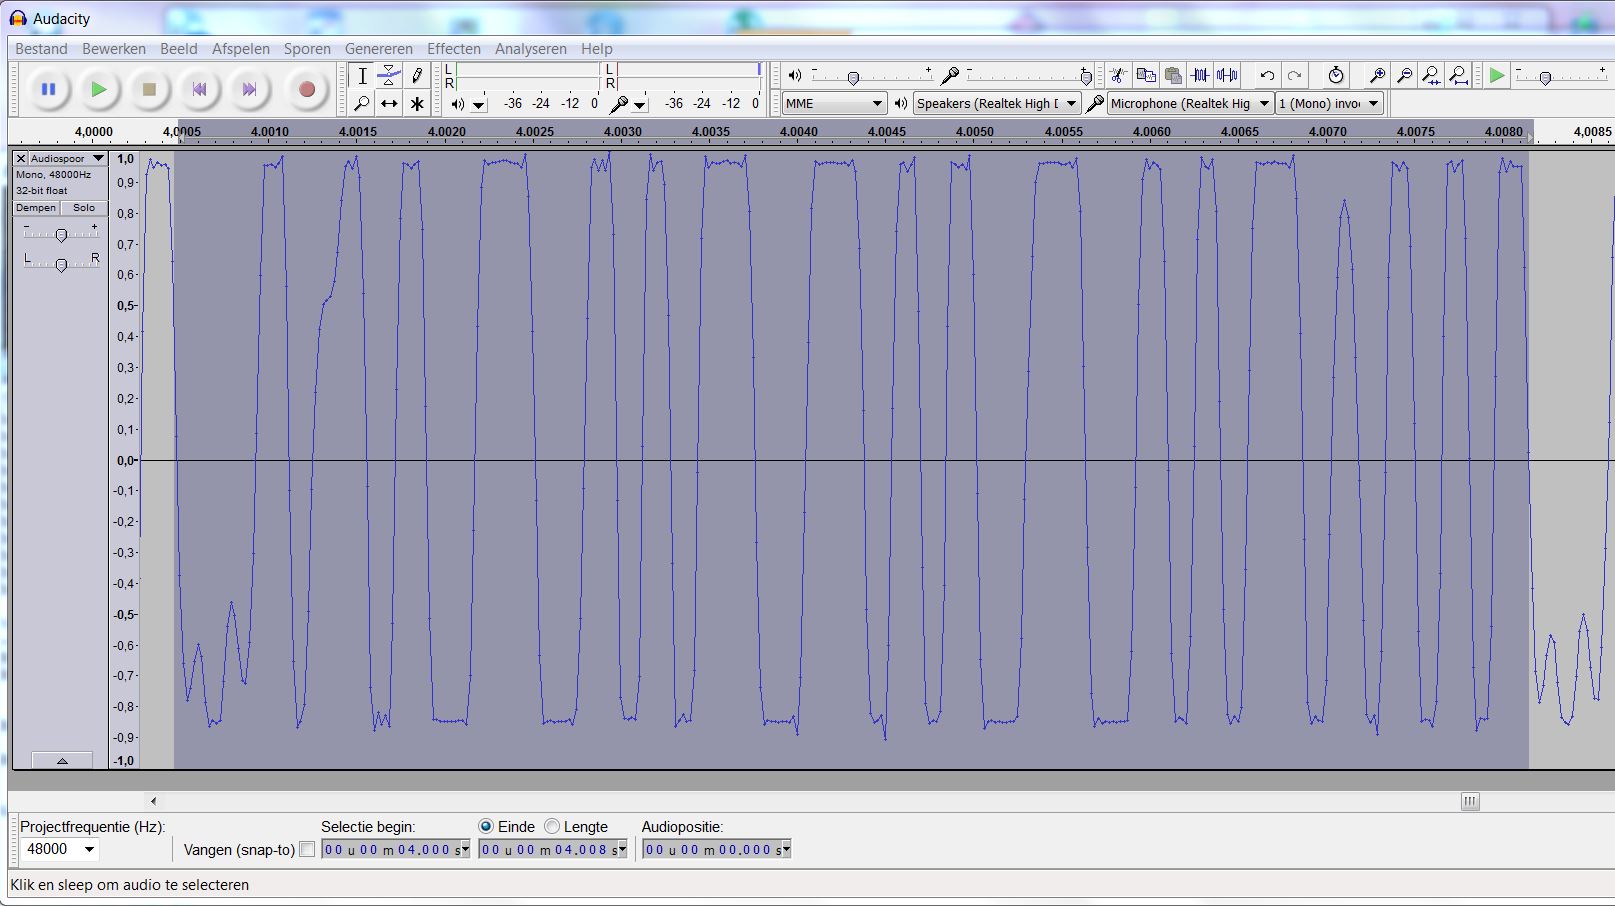 Audacity
Bestand Bewerken Beeld Afspelen Sporen Genereren Effecten Analyseren Help
L
R
L
R
- + - +
-36 -24 -12 0 -36 -24 -12 0
MME Speakers (Realtek High D Microphone (Realtek Hig 1 (Mono) invo
- +
4,0000 4,0005 4.0010 4.0015 4.0020 4.0025 4.0030 4.0035 4.0040 4.0045 4.0050 4.0055 4.0060 4.0065 4.0070 4.0075 4.0080 4,0085
Audiospoor
Mono, 48000Hz
32-bit float
Dempen Solo
- +
L R
1,0
0,9
0,8
0,7
0,6
0,5
0,4
0,3
0,2
0,1
0,0
-0,1
-0,2
-0,3
-0,4
-0,5
-0,6
-0,7
-0,8
-0,9
-1,0
Projectfrequentie (Hz):
48000
Vangen (snap-to)
Selectie begin:
00 u 00 m 04.000 s
Einde Lengte
00 u 00 m 04.008 s
Audiopositie:
00 u 00 m 00.000 s
Klik en sleep om audio te selecteren